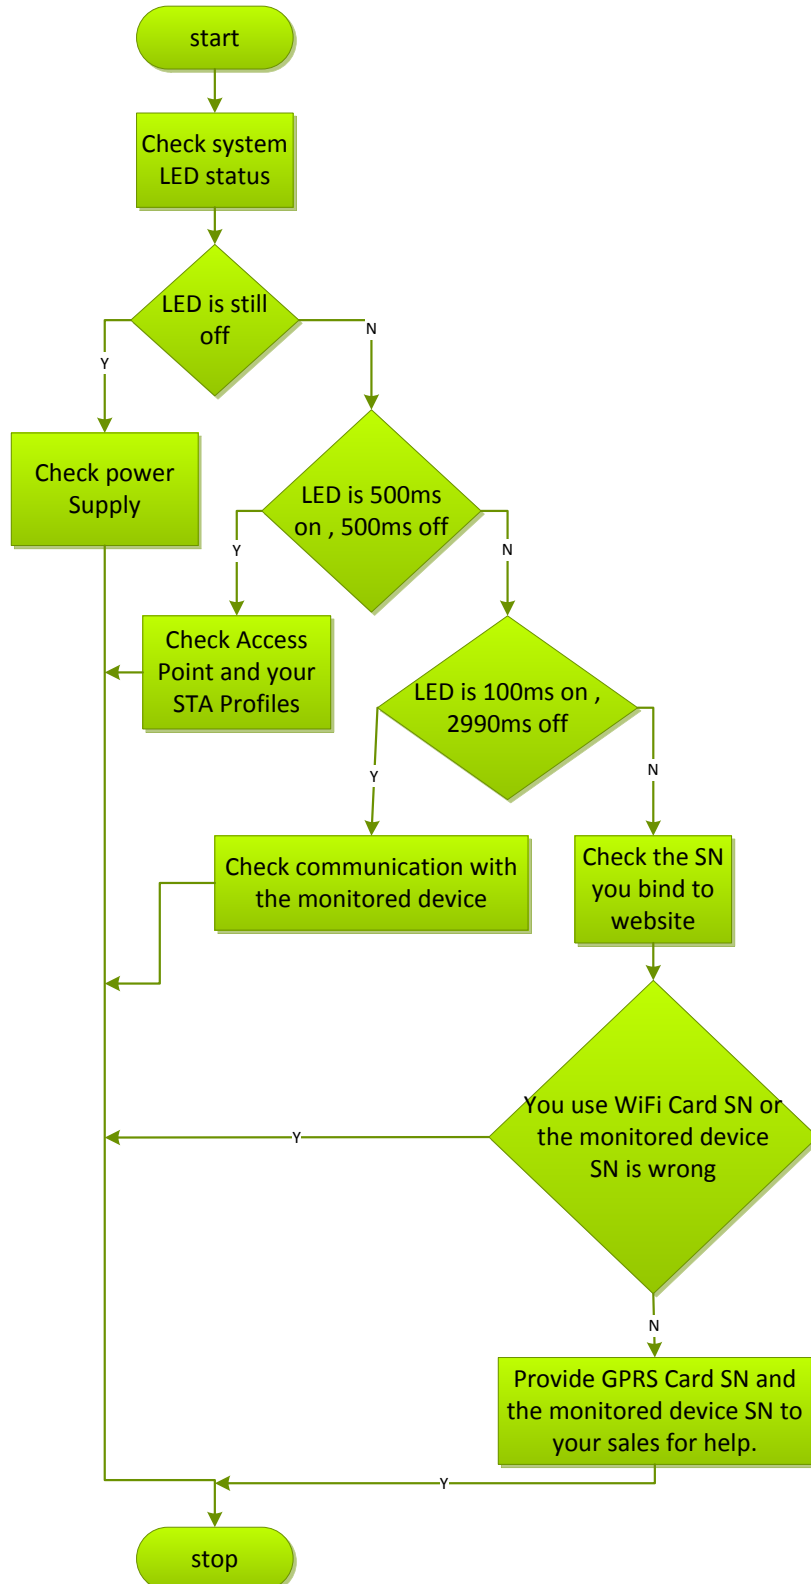 start
Check system
LED status
LED is still
off
N
Y
Check power
Supply
LED is 500ms
on , 500ms off
Y
N
Check Access
Point and your
STA Profiles
LED is 100ms on ,
2990ms off
Y
N
Check communication with
the monitored device
Check the SN
you bind to
website
You use WiFi Card SN or
the monitored device
SN is wrong
Y
N
Provide GPRS Card SN and
the monitored device SN to
your sales for help.
Y
stop